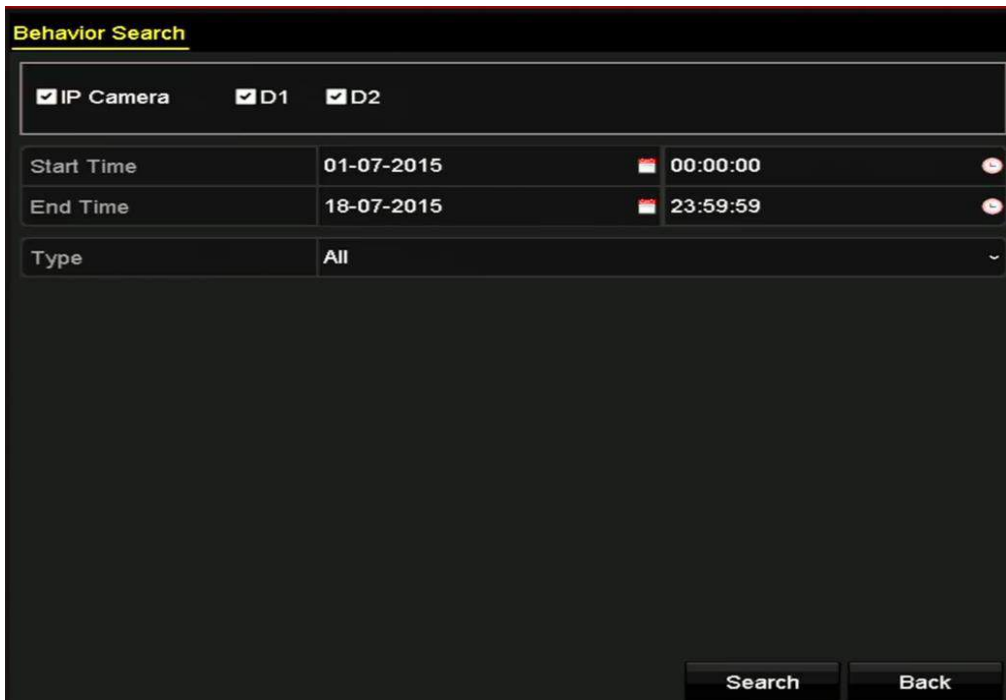 Behavior Search
IP Camera D1 D2
Start Time 01-07-2015 00:00:00
End Time 18-07-2015 23:59:59
Type All
Search Back